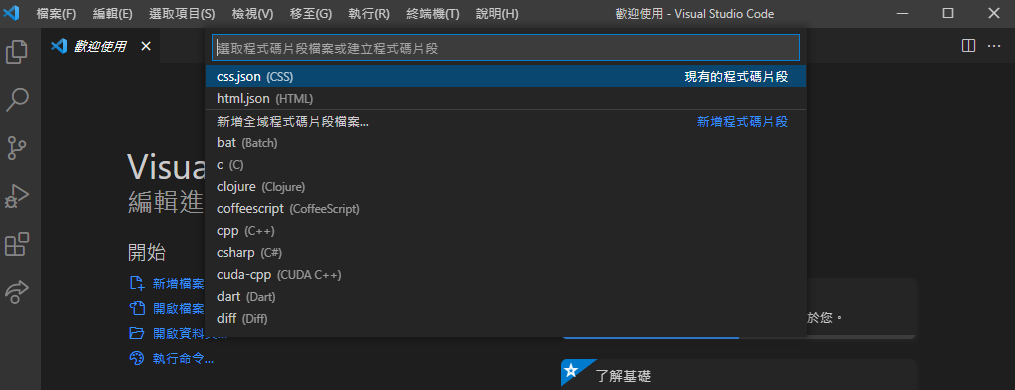 檔案(F) 編輯(E) 選取項目(S) 檢視(V) 移至(G) 執行(R) 終端機(T) 說明(H) 歡迎使用 - Visual Studio Code
歡迎使用
選取程式碼片段檔案或建立程式碼片段
css.json (CSS) 現有的程式碼片段
html.json (HTML)
新增全域程式碼片段檔案... 新增程式碼片段
bat (Batch)
c (C)
clojure (Clojure)
coffeescript (CoffeeScript)
cpp (C++)
csharp (C#)
cuda-cpp (CUDA C++)
dart (Dart)
diff (Diff)
Visua
編輯進
開始
新增檔案
開啟檔案
開啟資料
執行命令...
於您。
了解基礎